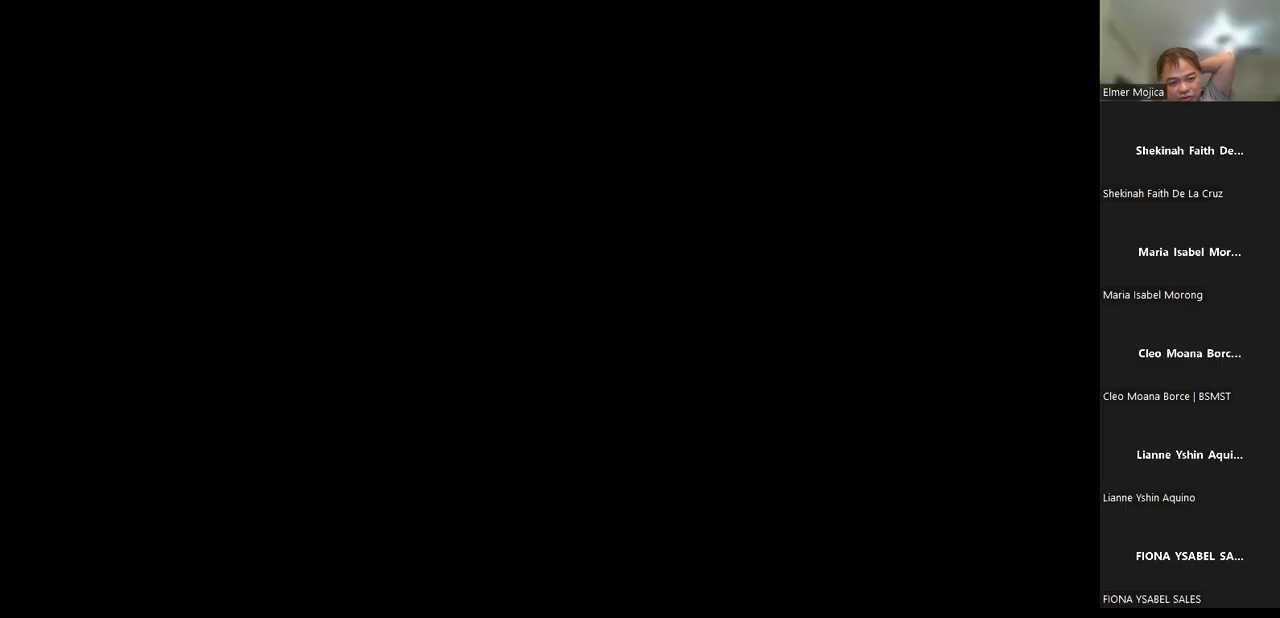 Elmer Mojica
Shekinah Faith De...
Shekinah Faith De La Cruz
Maria Isabel Mor...
Maria Isabel Morong
Cleo Moana Borc...
Cleo Moana Borce | BSMST
Lianne Yshin Aqui...
Lianne Yshin Aquino
FIONA YSABEL SA...
FIONA YSABEL SALES